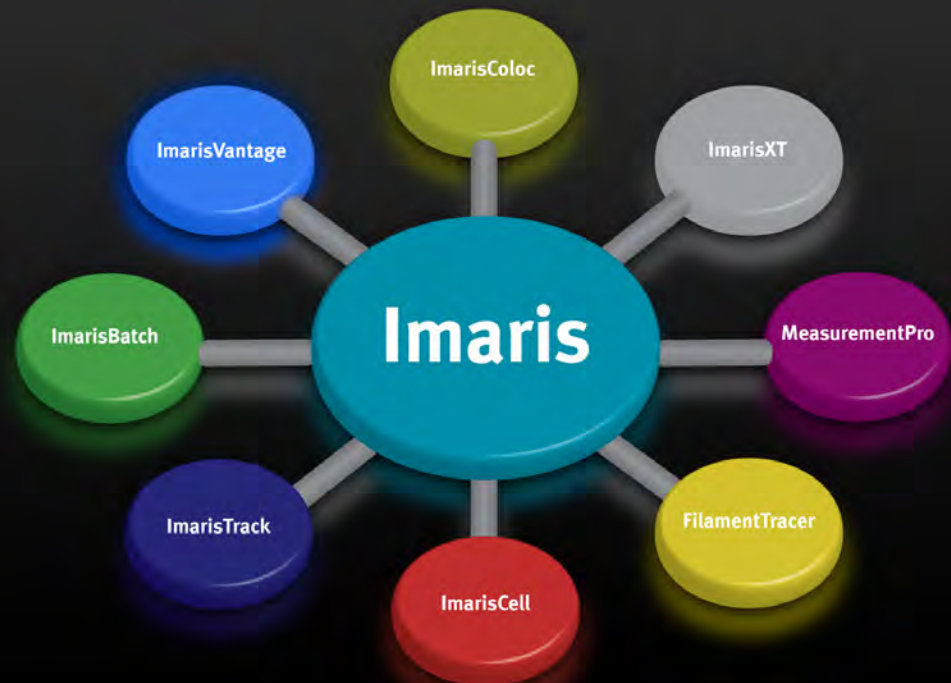 ImarisColoc
ImarisVantage
ImarisXT
Imaris
ImarisBatch
MeasurementPro
ImarisTrack
FilamentTracer
ImarisCell